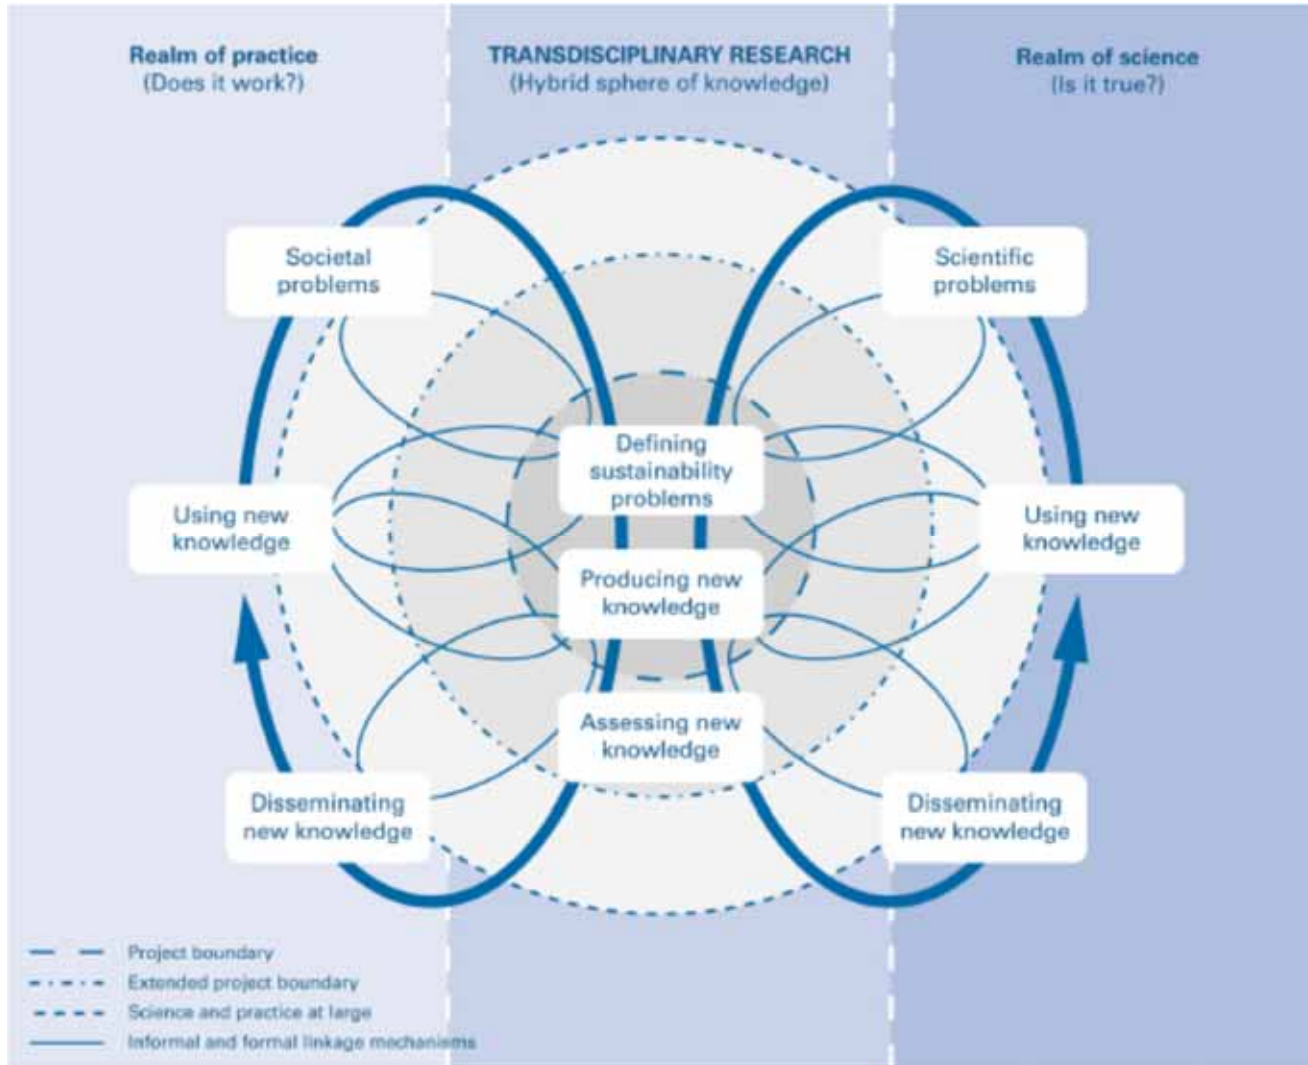 Realm of practice
(Does it work?)
TRANSDISCIPLINARY RESEARCH
(Hybrid sphere of knowledge)
Realm of science
(Is it true?)
Societal
problems
Scientific
problems
Defining
sustainability
problems
Using new
knowledge
Using new
knowledge
Producing new
knowledge
Assessing new
knowledge
Disseminating
new knowledge
Disseminating
new knowledge
Project boundary
Extended project boundary
Science and practice at large
Informal and formal linkage mechanisms